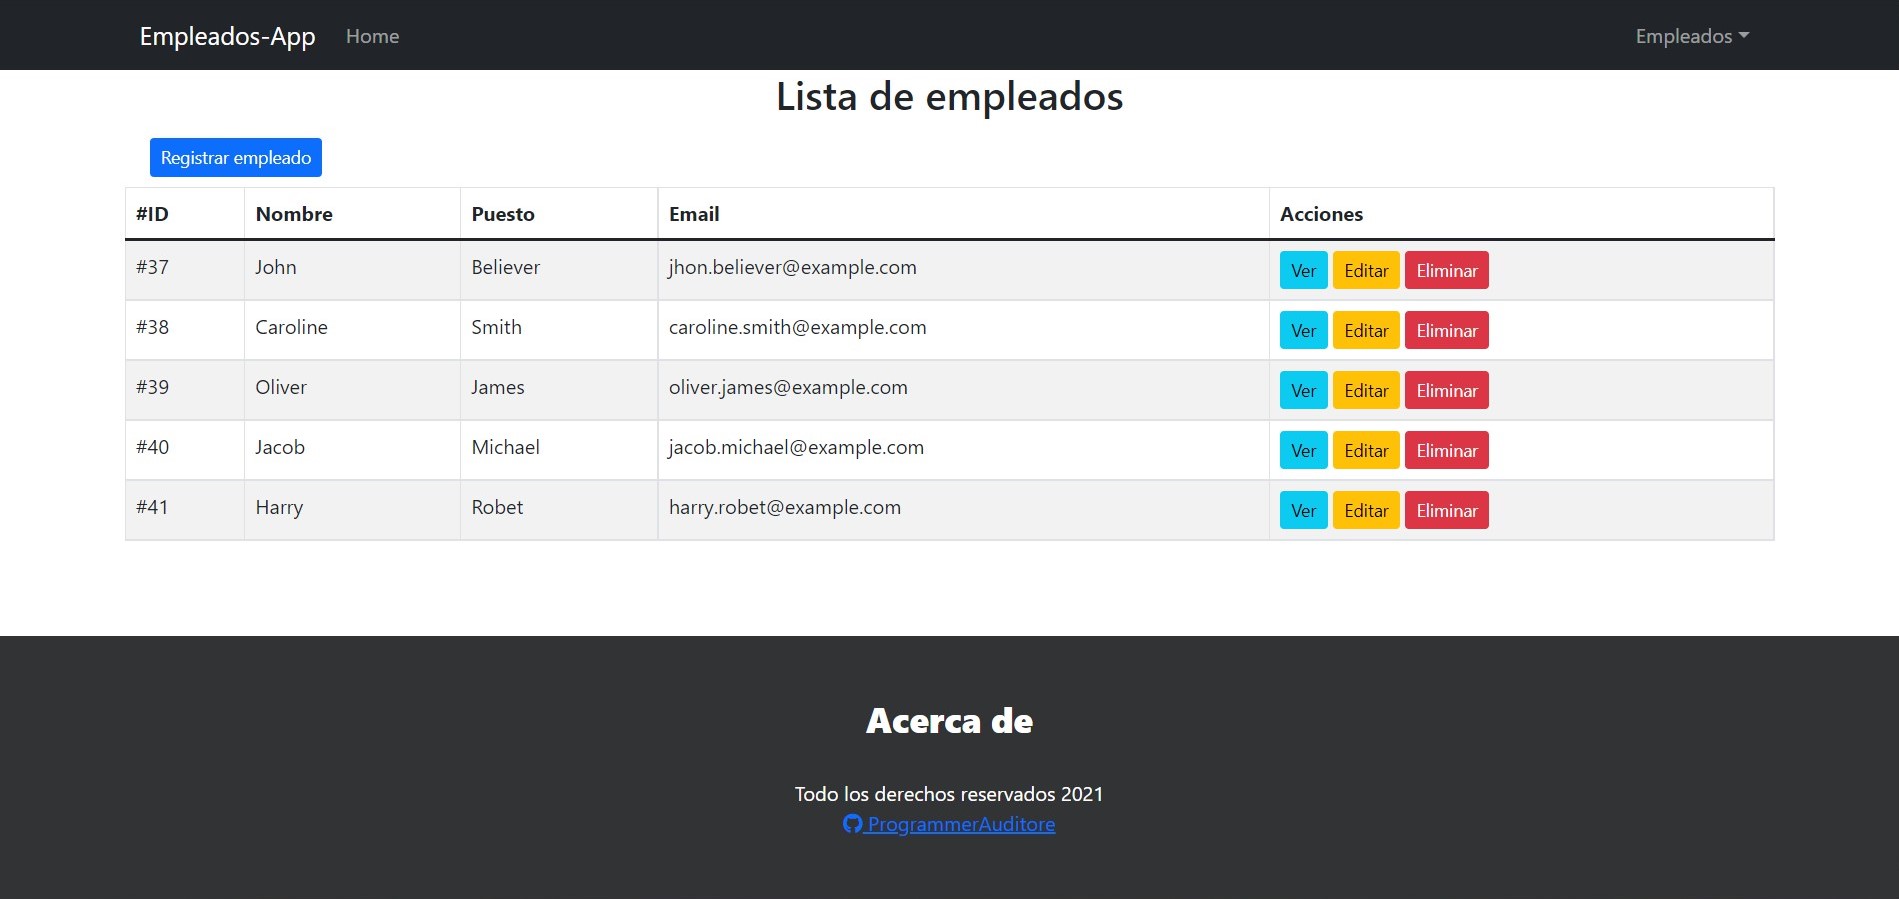 Empleados-App Home Empleados
Lista de empleados
Registrar empleado
#ID Nombre Puesto Email Acciones
#37 John Believer jhon.believer@example.com Ver Editar Eliminar
#38 Caroline Smith caroline.smith@example.com Ver Editar Eliminar
#39 Oliver James oliver.james@example.com Ver Editar Eliminar
#40 Jacob Michael jacob.michael@example.com Ver Editar Eliminar
#41 Harry Robet harry.robet@example.com Ver Editar Eliminar
Acerca de
Todo los derechos reservados 2021
ProgrammerAuditore